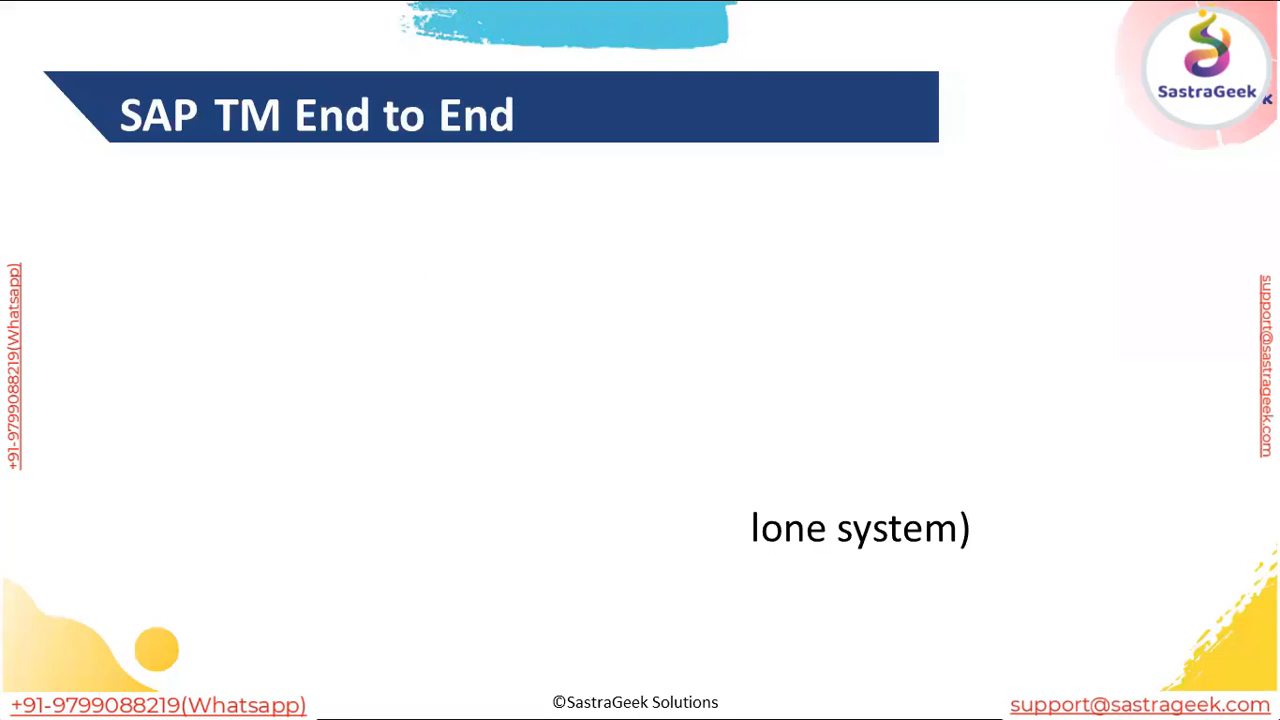 SastraGeek
k
SAP TM End to End
+91-9799088219(Whatsapp)
support@sastrageek.com
lone system)
+91-9799088219(Whatsapp)
©SastraGeek Solutions
support@sastrageek.com